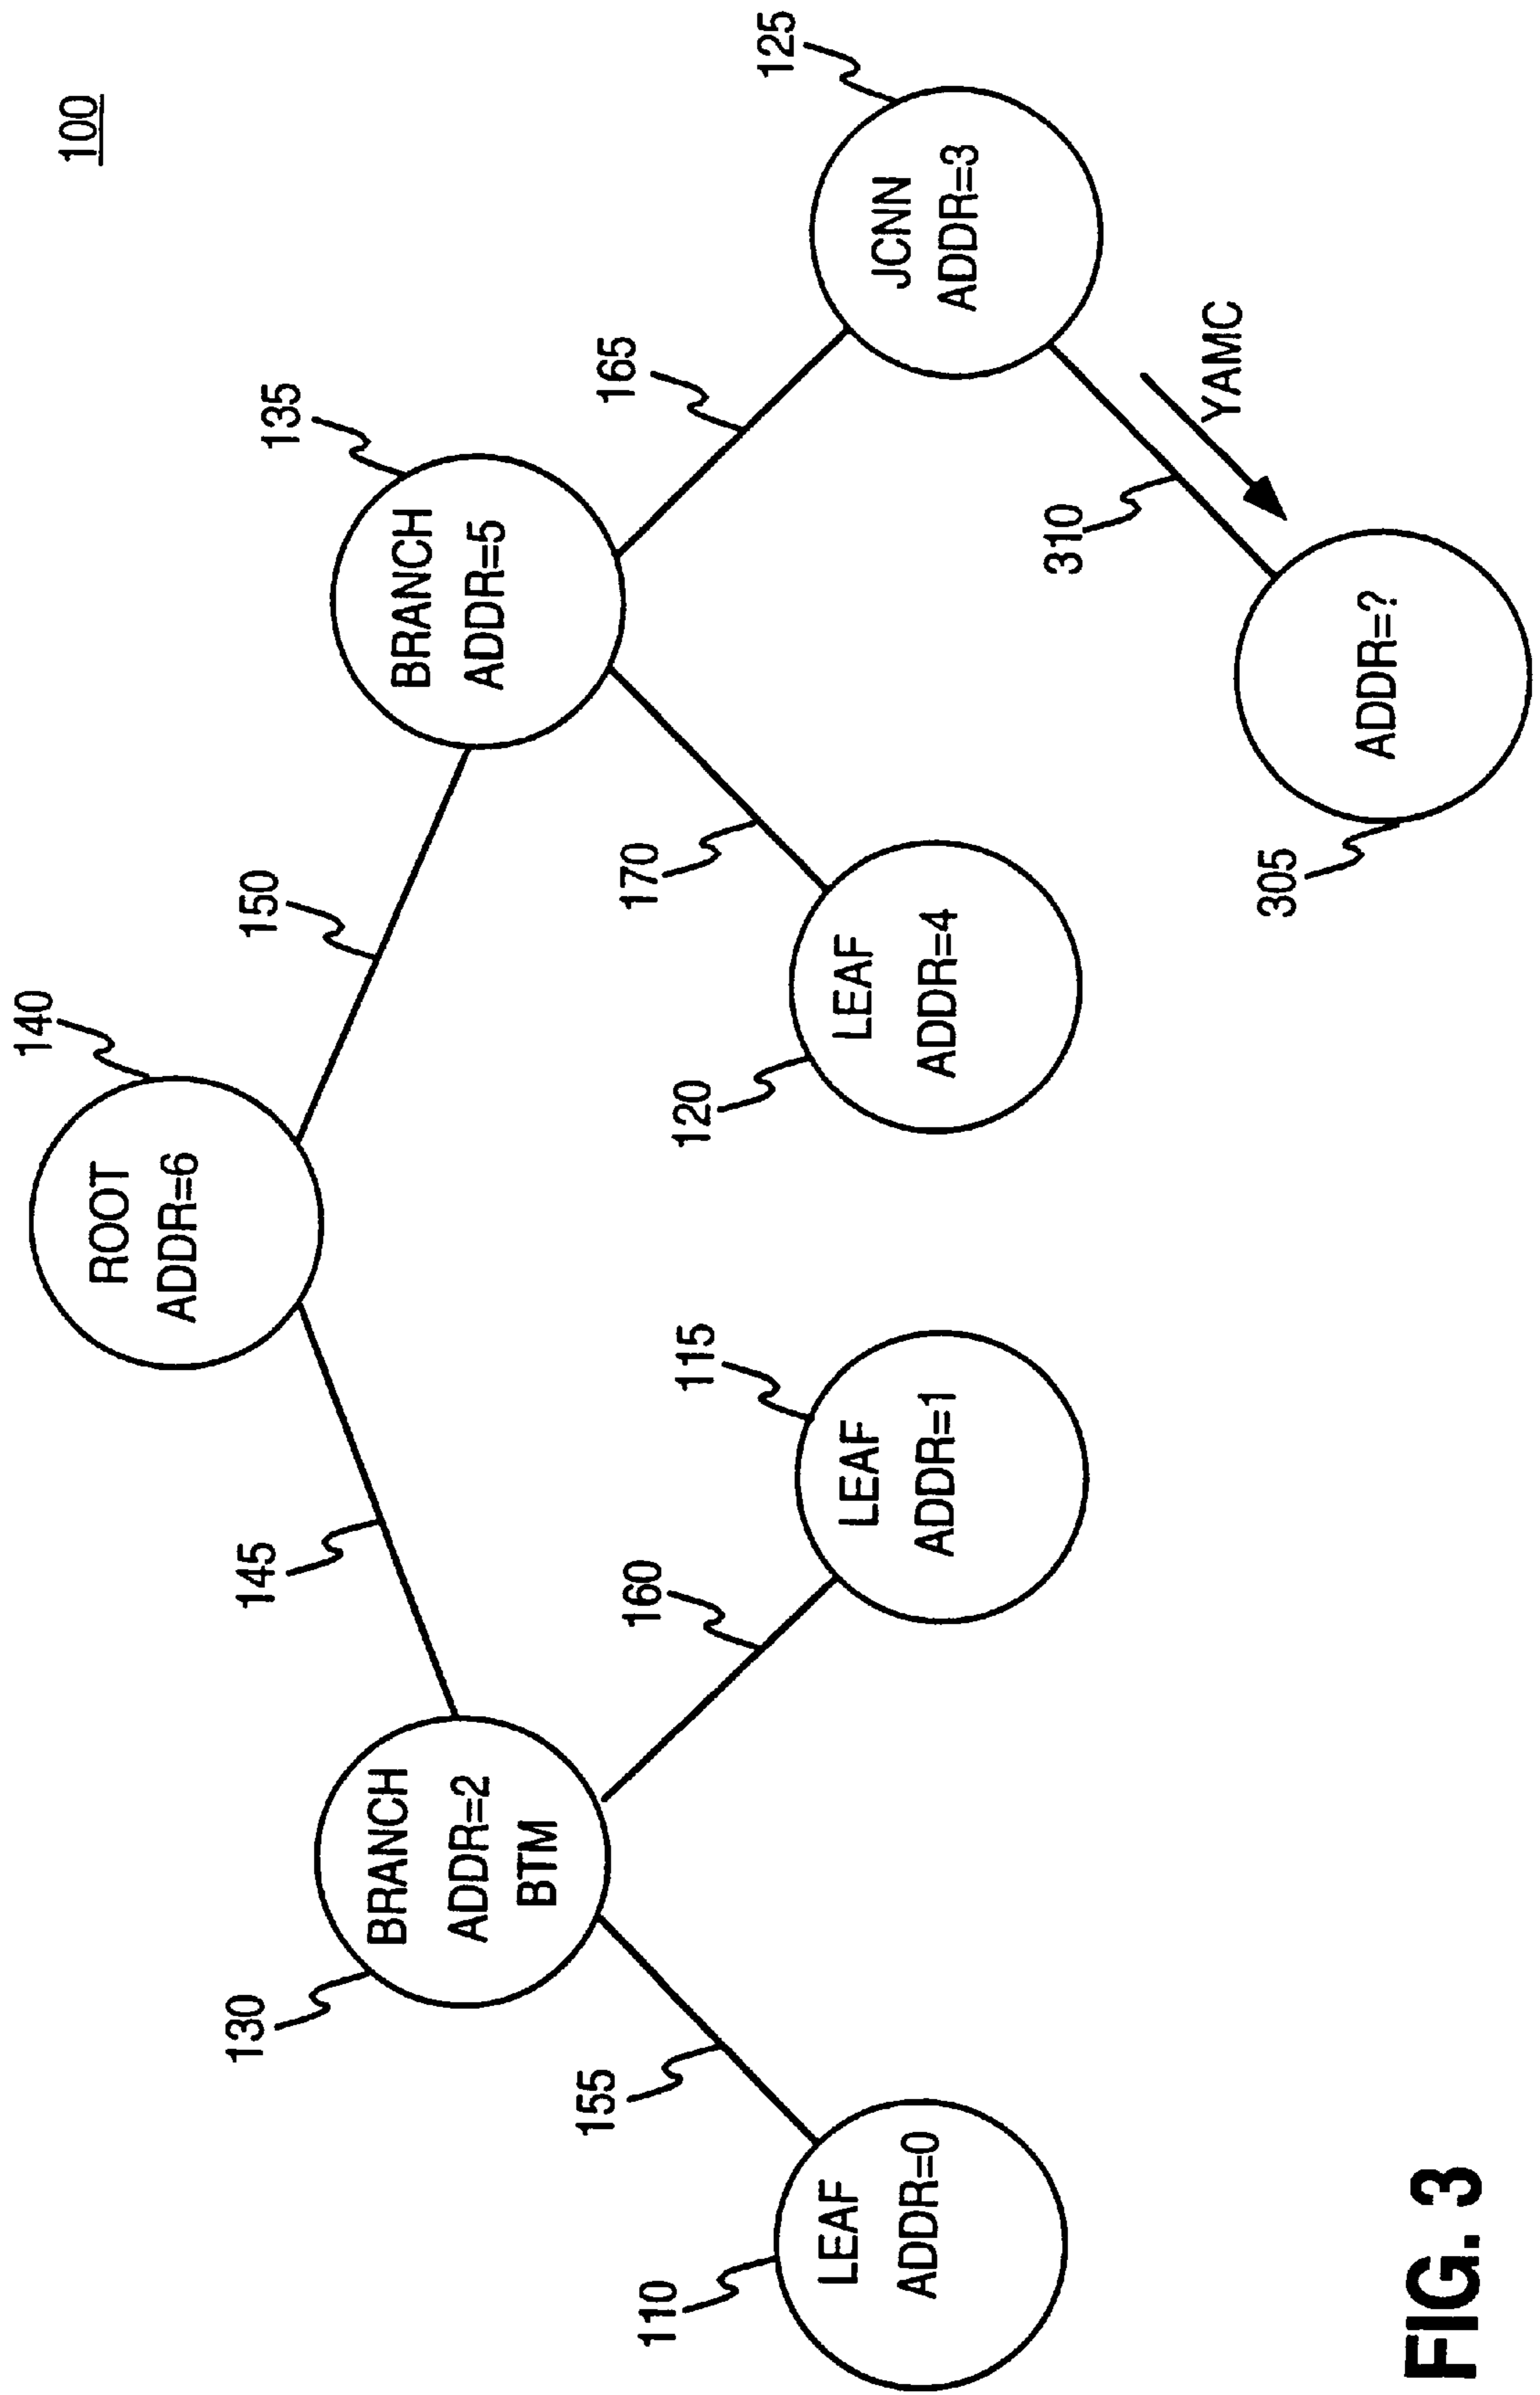 100
140
ROOT
ADDR=6
145
150
130
BRANCH
ADDR=2
BTM
135
BRANCH
ADDR=5
155
160
170
165
110
LEAF
ADDR=0
115
LEAF
ADDR=1
120
LEAF
ADDR=4
125
JCNN
ADDR=3
310
YAMC
305
ADDR=?
FIG. 3